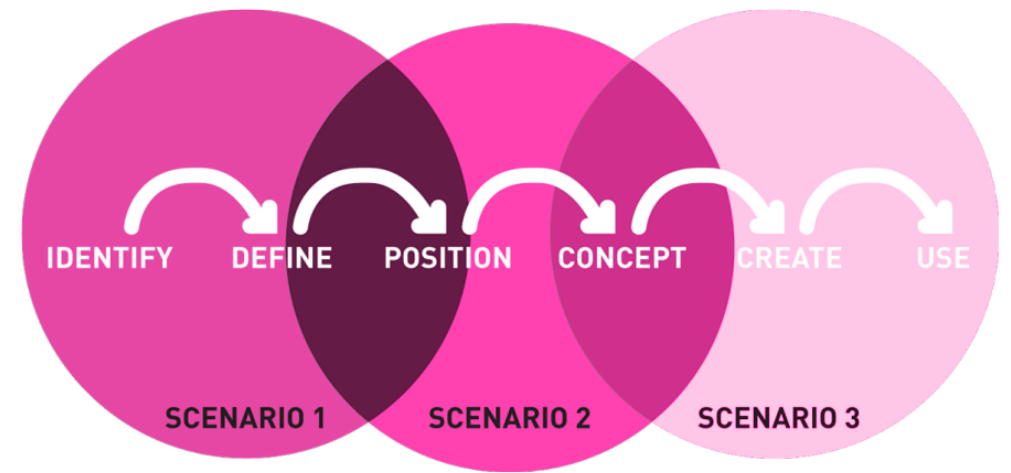 IDENTIFY DEFINE POSITION CONCEPT CREATE USE
SCENARIO 1 SCENARIO 2 SCENARIO 3